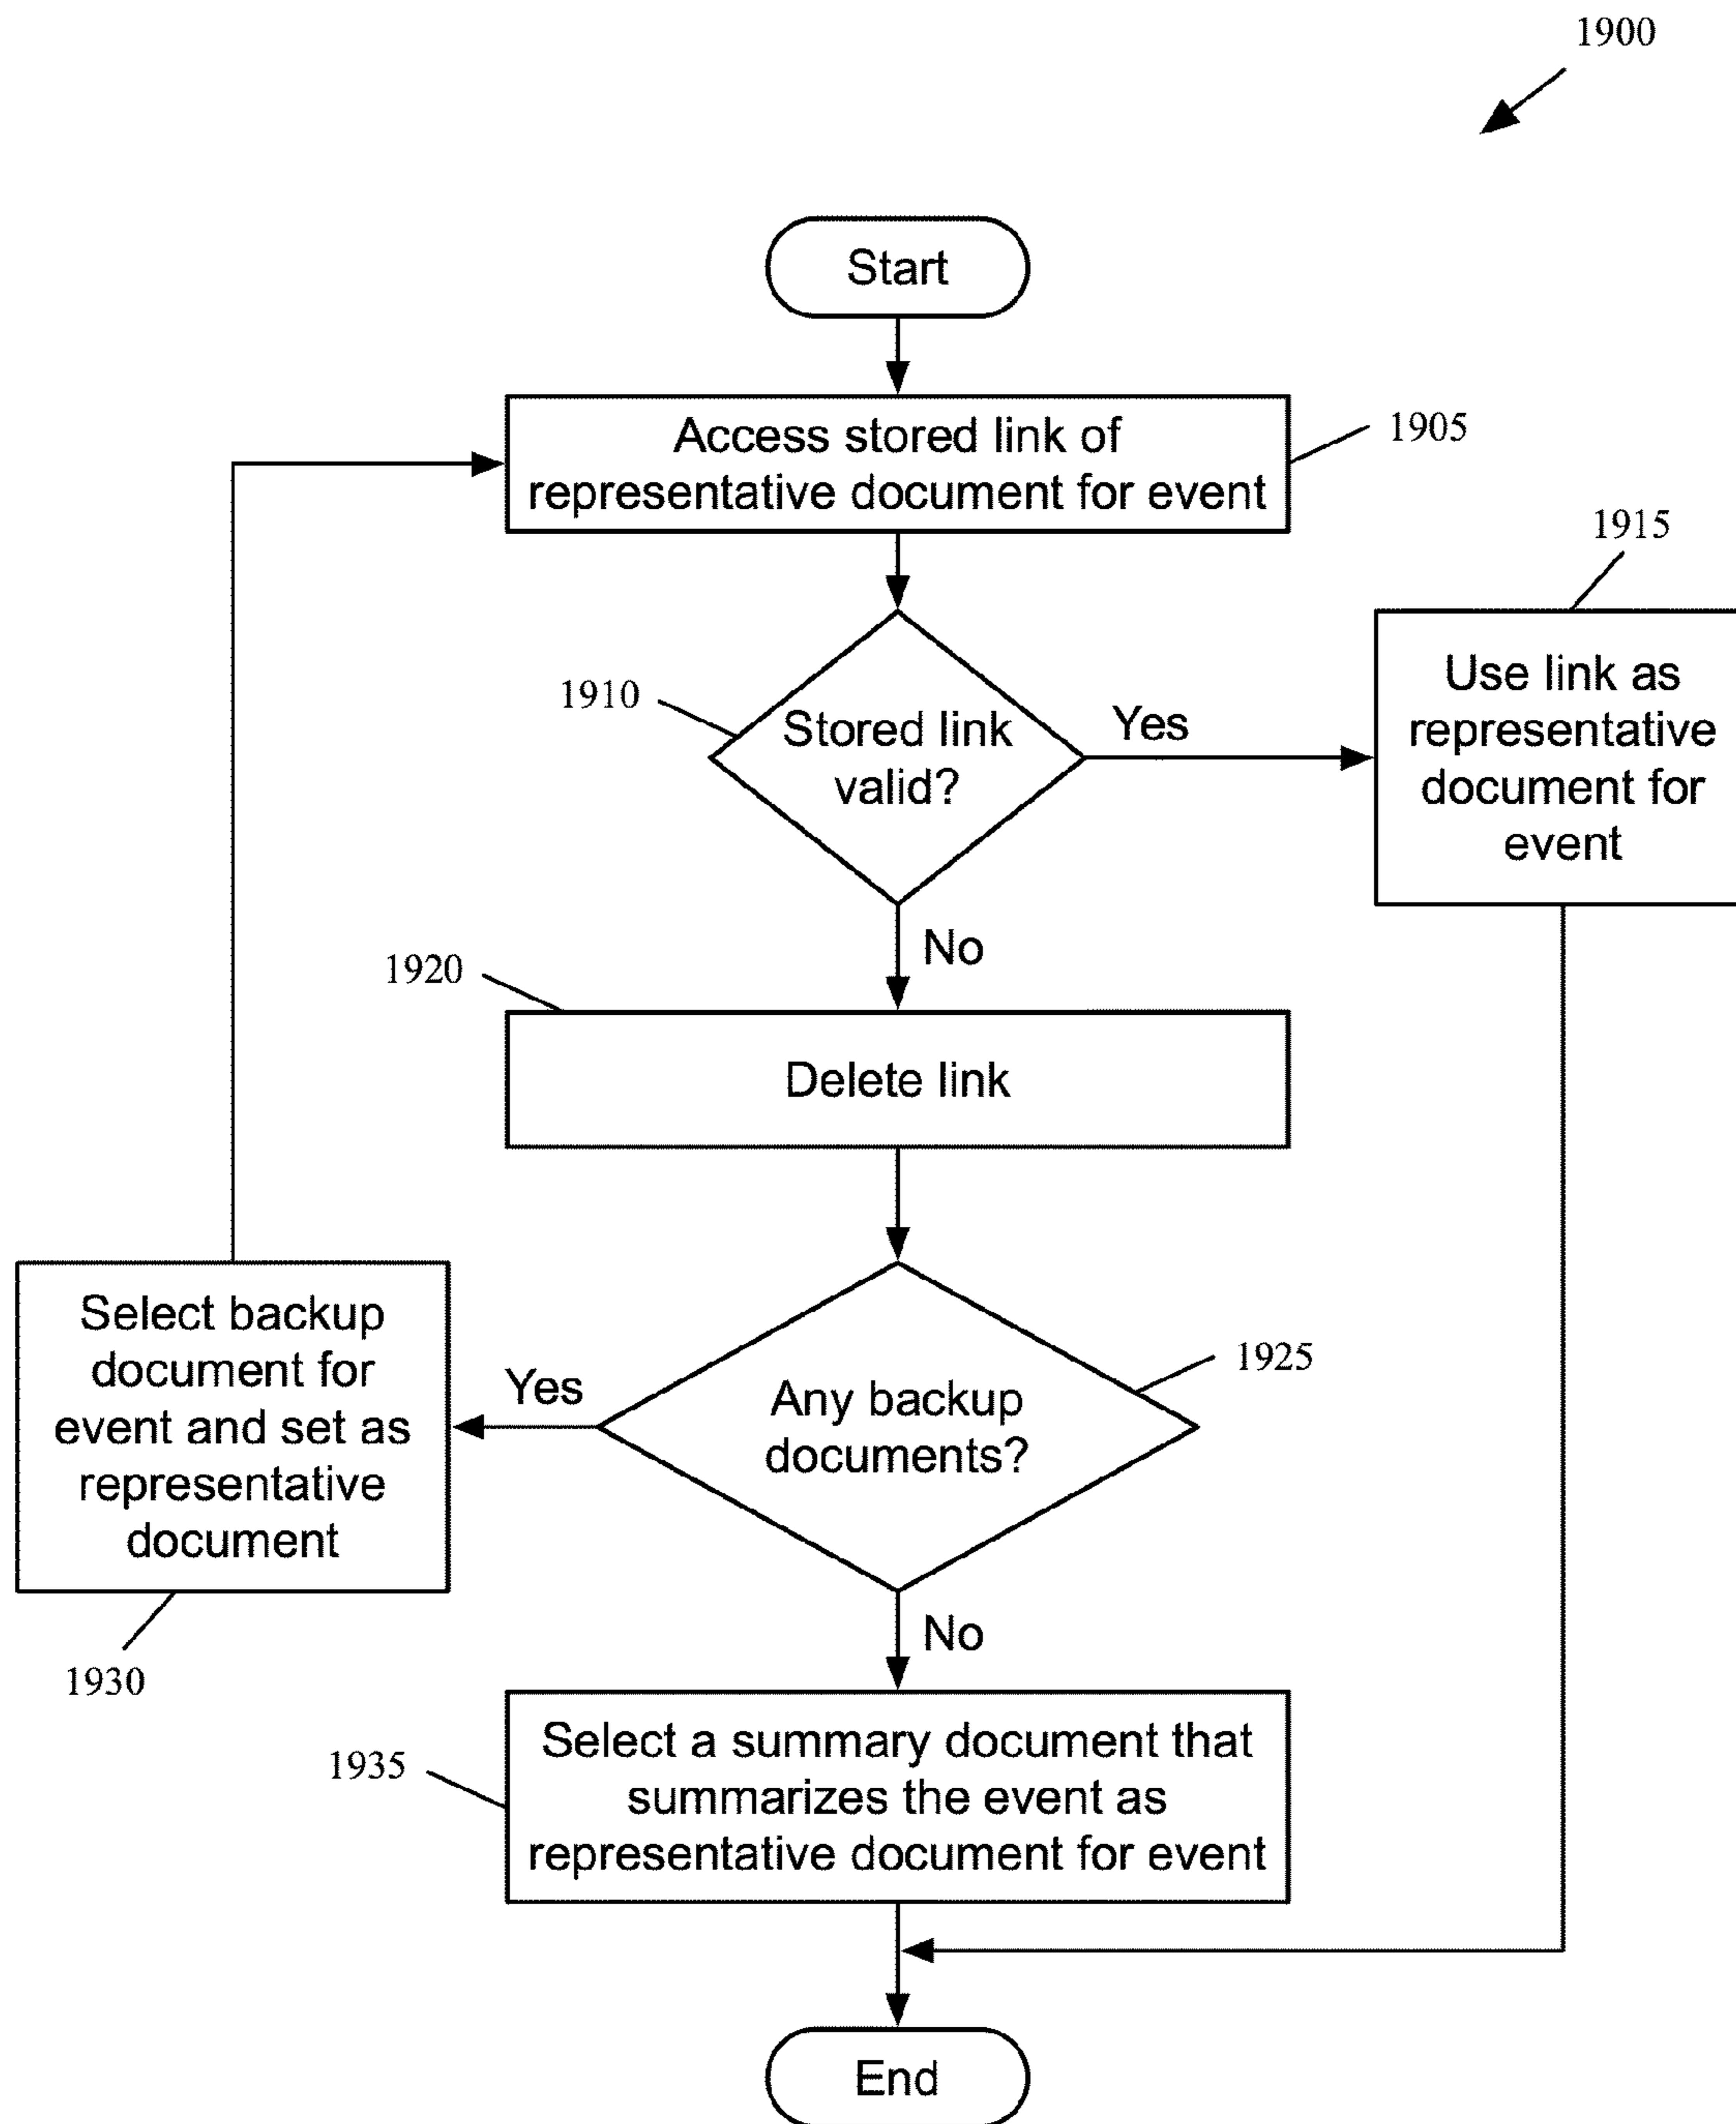 1900
Start
Access stored link of
representative document for event
1905
1915
Use link as
representative
document for
event
1910
Stored link
valid?
Yes
No
1920
Delete link
Select backup
document for
event and set as
representative
document
1930
Yes
Any backup
documents?
1925
No
1935
Select a summary document that
summarizes the event as
representative document for event
End